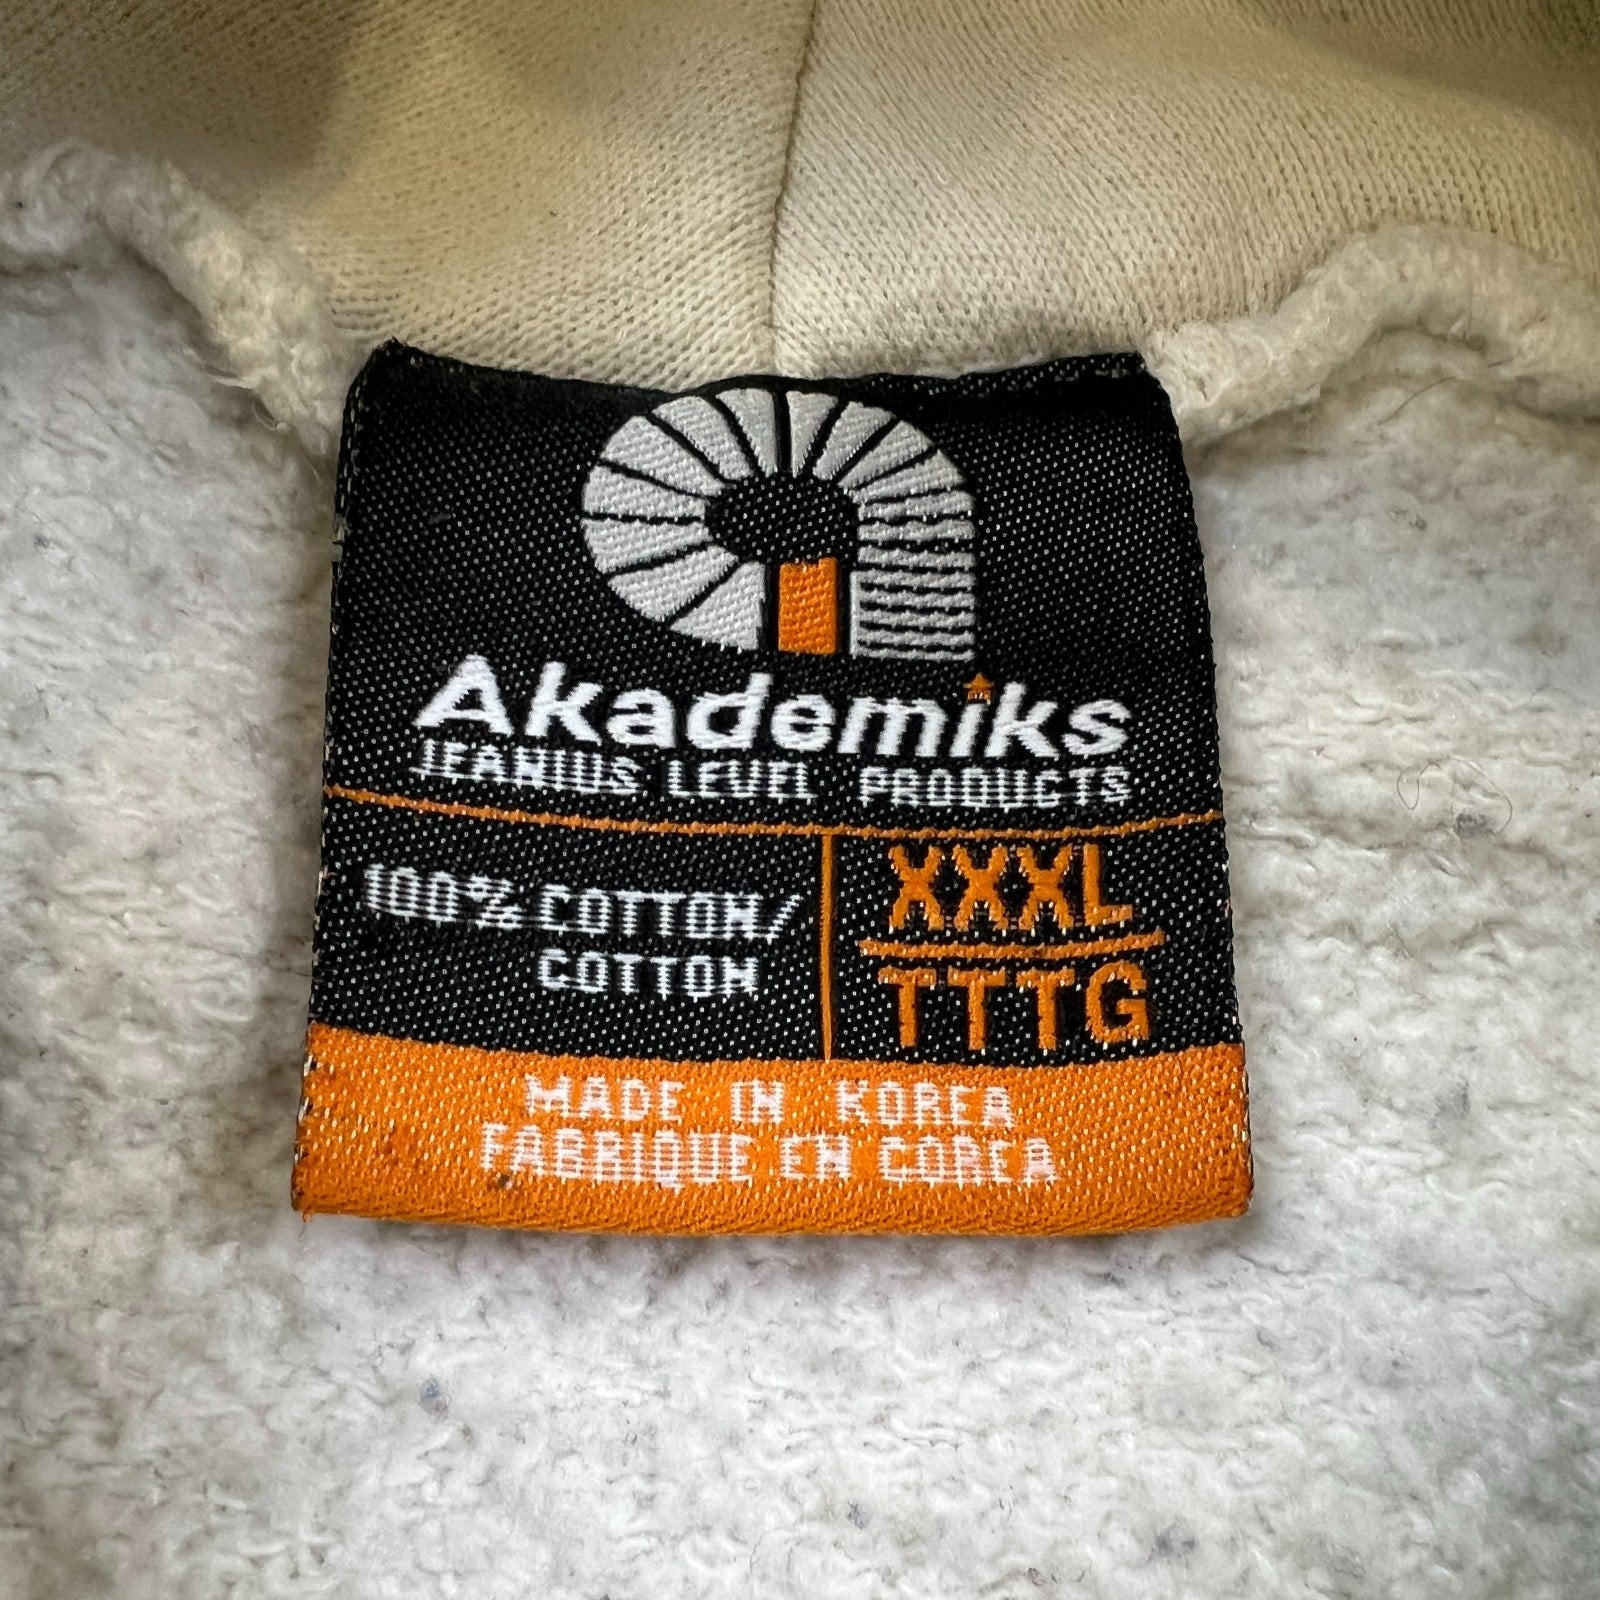 Akademiks
JEANIUS LEVEL PRODUCTS
100% COTTON/
COTTON
XXXL
TTTG
MADE IN KOREA
FABRIQUE EN COREA